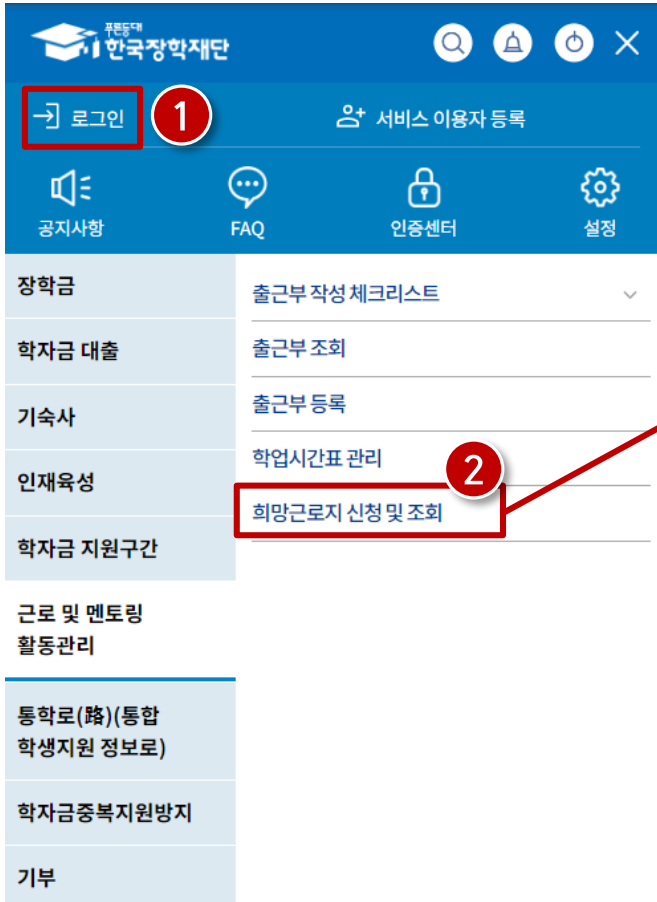 푸른등대
한국장학재단
로그인
1
서비스 이용자 등록
공지사항
FAQ
인증센터
설정
장학금
학자금 대출
기숙사
인재육성
학자금 지원구간
근로 및 멘토링
활동관리
통학로(路)(통합
학생지원 정보로)
학자금중복지원방지
기부
출근부 작성 체크리스트
출근부 조회
출근부 등록
학업시간표 관리
2
희망근로지 신청 및 조회